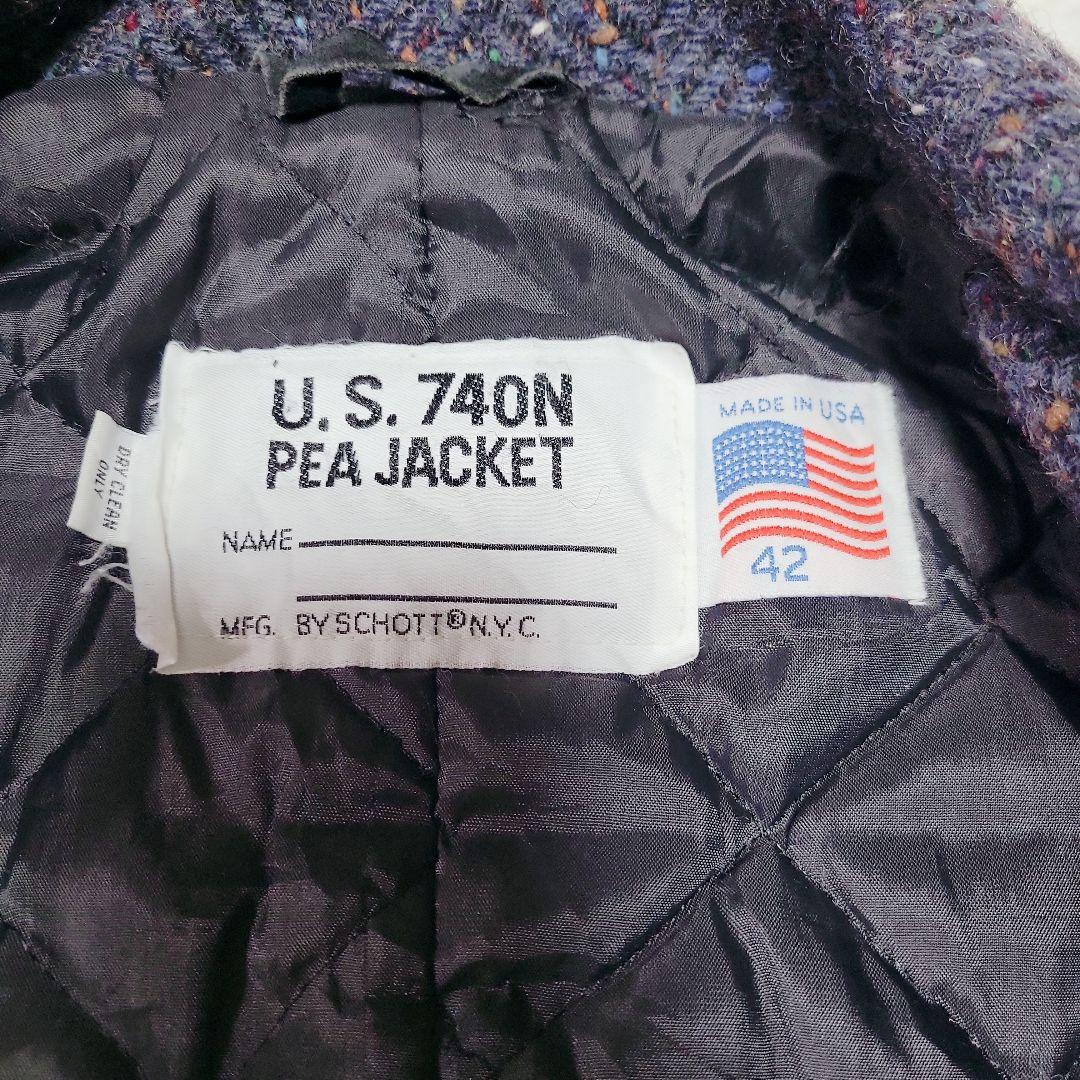 U.S. 740N
PEA JACKET
NAME
MFG. BY SCHOTT® N.Y.C.
DRY CLEAN
ONLY
MADE IN USA
42